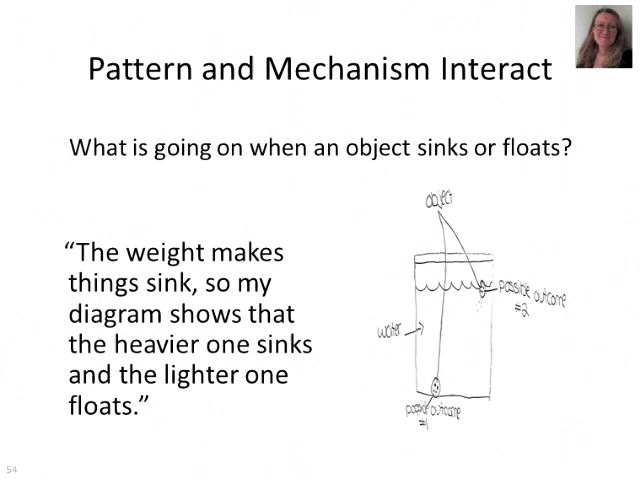 Pattern and Mechanism Interact
What is going on when an object sinks or floats?
“The weight makes
things sink, so my
diagram shows that
the heavier one sinks
and the lighter one
floats.”
object
possible outcome
#2
water
possible outcome
#1
54